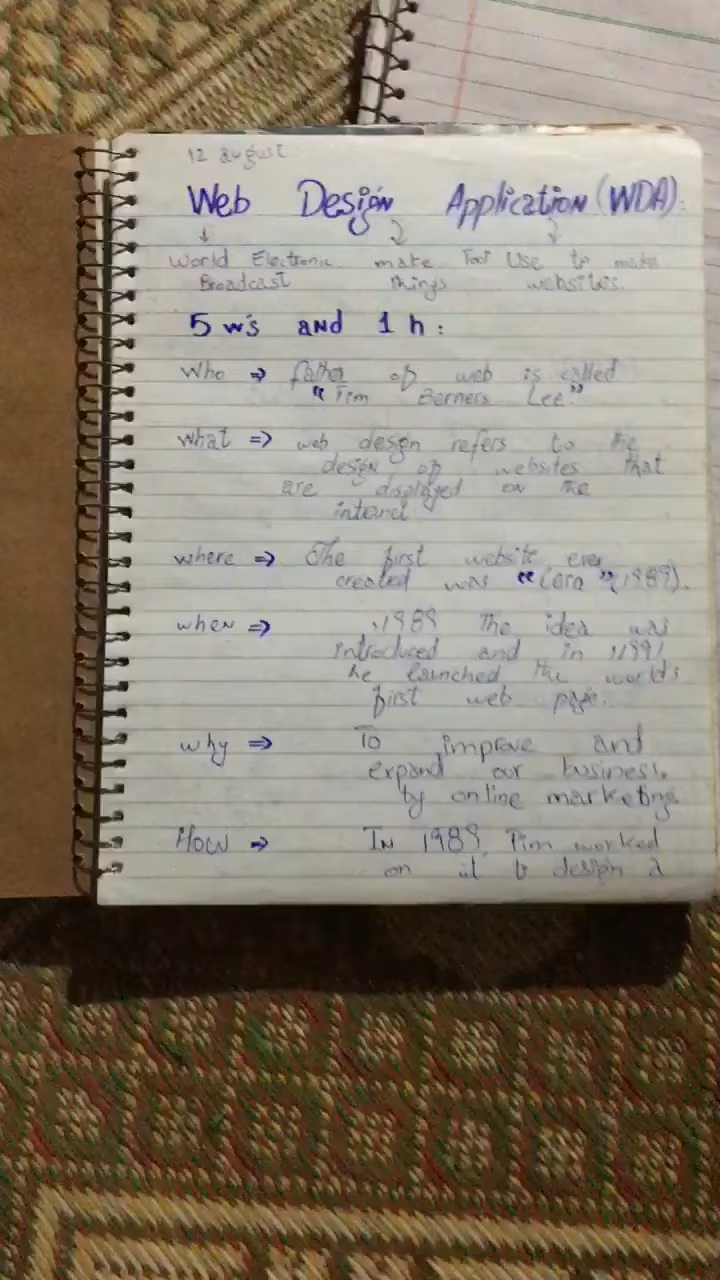 12 august
Web Design Application (WDA):
↓ ↓ ↓
World Electronic make Tool Use to make
Broadcast things websites.
5 w's and 1 h:
Who ⇒ father of web is called
"Tim Berners Lee"
what ⇒ web design refers to the
design of websites that
are displayed on the
where ⇒ The first website ever
created was "Cern" (1989).
when ⇒ 1989 The idea was
introduced and in 1991
he launched the world's
first web page.
why ⇒ To improve and
expand our business,
by online marketing
How ⇒ In 1989 Tim worked
on it to design a